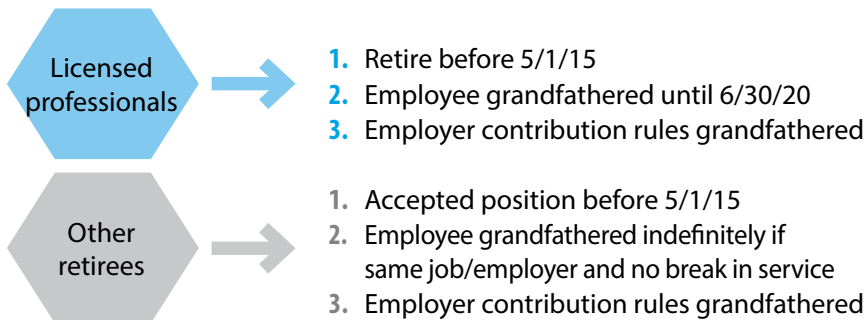 Licensed
professionals
1. Retire before 5/1/15
2. Employee grandfathered until 6/30/20
3. Employer contribution rules grandfathered
Other
retirees
1. Accepted position before 5/1/15
2. Employee grandfathered indefinitely if
same job/employer and no break in service
3. Employer contribution rules grandfathered